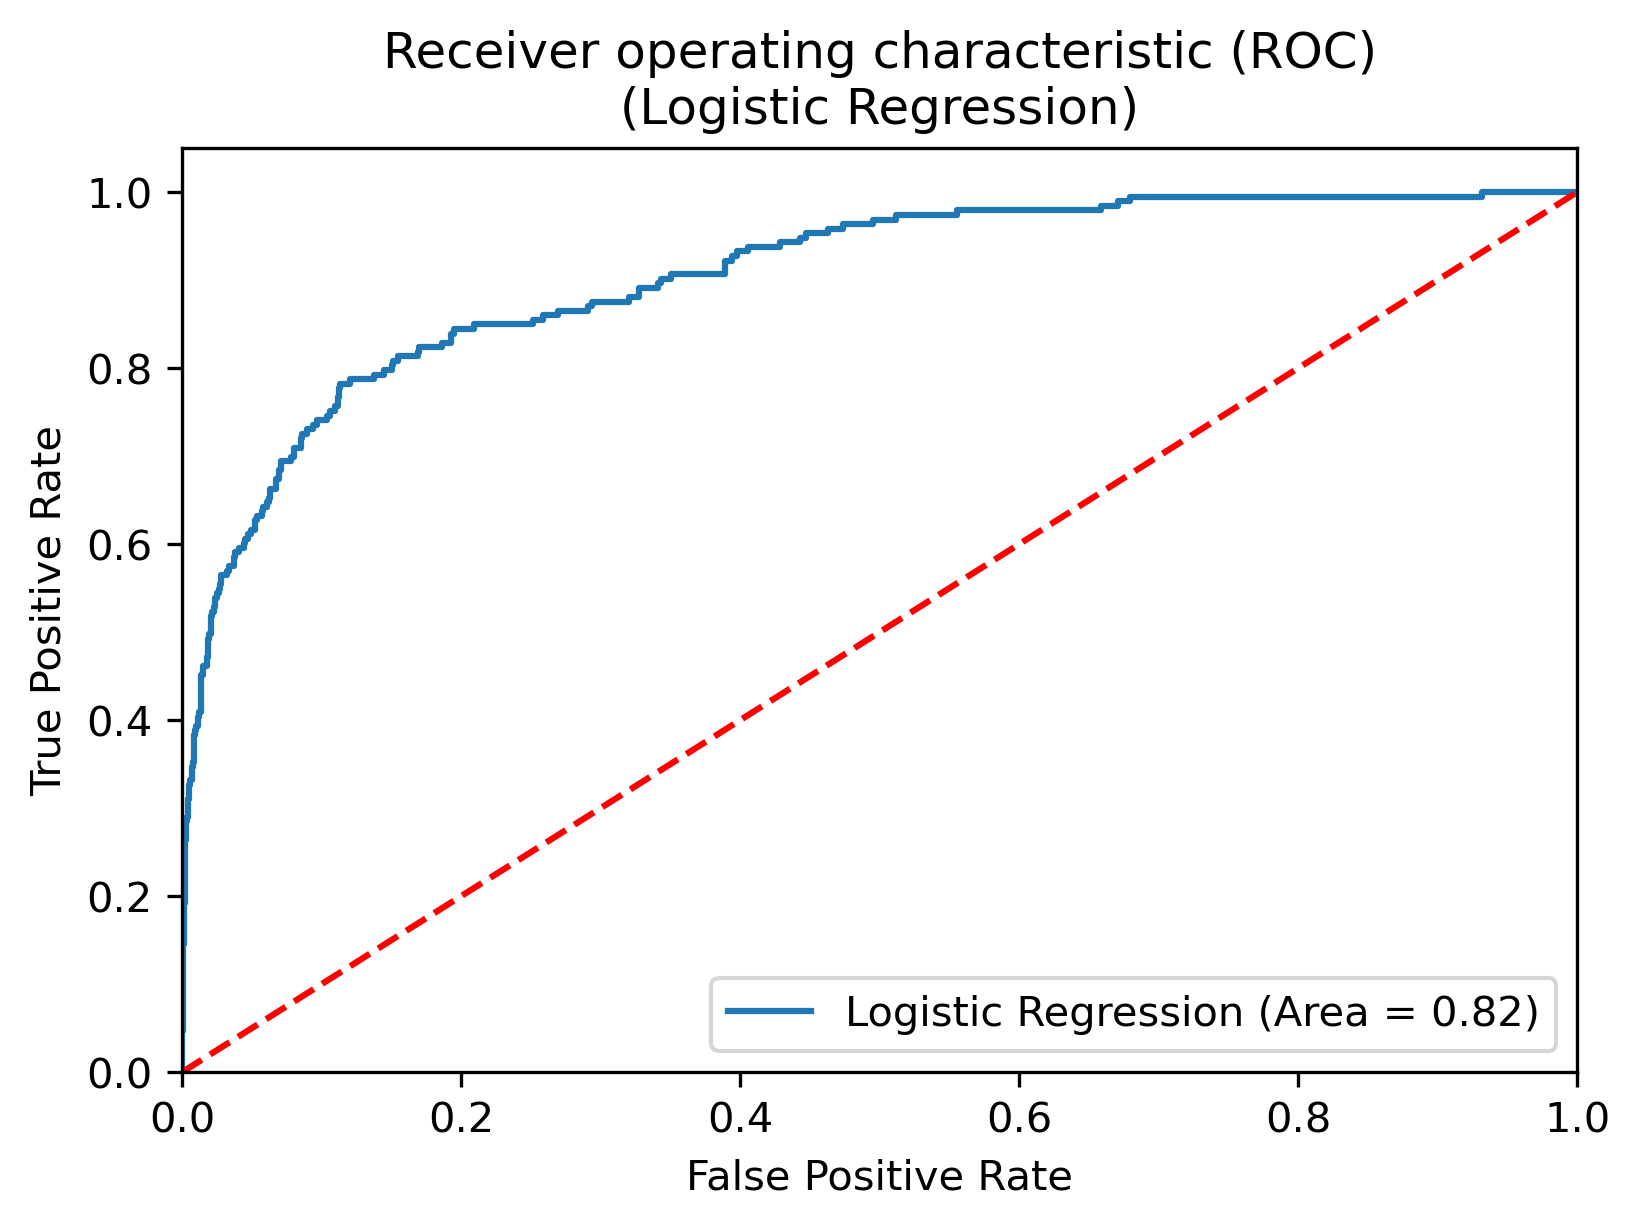 Receiver operating characteristic (ROC)
(Logistic Regression)
True Positive Rate
1.0
0.8
0.6
0.4
0.2
0.0
Logistic Regression (Area = 0.82)
0.0 0.2 0.4 0.6 0.8 1.0
False Positive Rate